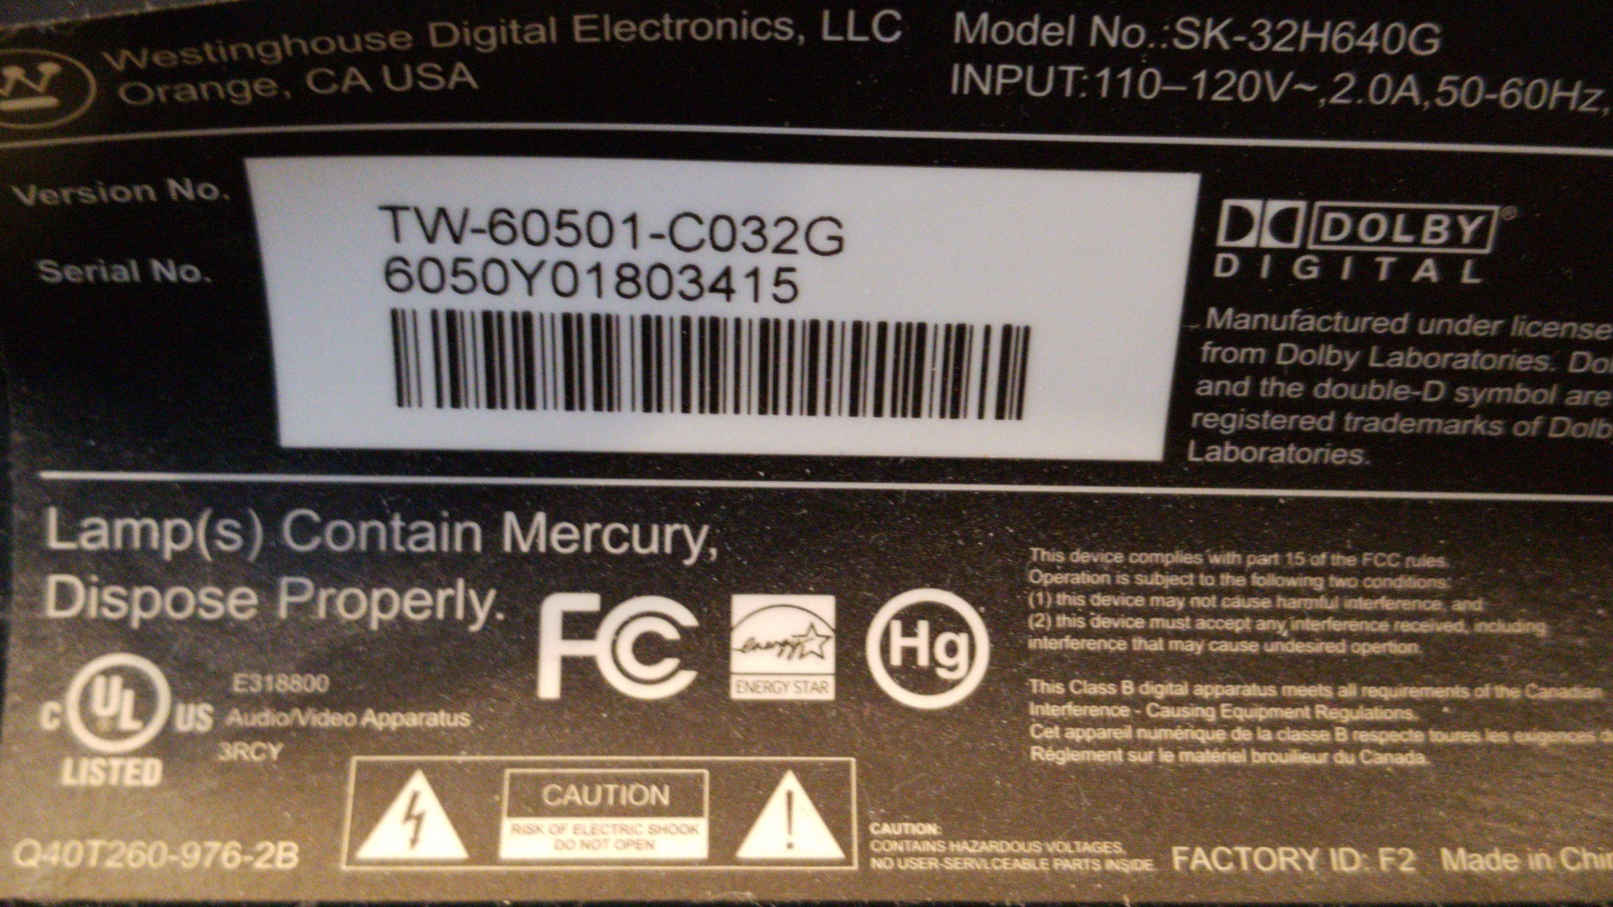 Westinghouse Digital Electronics, LLC
Orange, CA USA
Model No.:SK-32H640G
INPUT:110–120V~,2.0A,50-60Hz,
Version No.
TW-60501-C032G
Serial No.
6050Y01803415
DOLBY®
DIGITAL
Manufactured under license
from Dolby Laboratories.
and the double-D symbol are
registered trademarks of
Laboratories.
Lamp(s) Contain Mercury,
Dispose Properly.
FC
energy
ENERGY STAR
Hg
C UL US
LISTED
E318800
Audio/Video Apparatus
3RCY
This device complies with part 15 of the FCC rules.
Operation is subject to the following two conditions:
(1) this device may not cause harmful interference, and
(2) this device must accept any interference received, including
interference that may cause undesired opertion.
This Class B digital apparatus meets all requirements of the Canadian
Interference - Causing Equipment Regulations.
Cet appareil numérique de la classe B respecte toures les exigences
Règlement sur le matériel brouilleur du Canada.
CAUTION
RISK OF ELECTRIC SHOOK
DO NOT OPEN
CAUTION:
CONTAINS HAZARDOUS VOLTAGES,
NO USER-SERVLCEABLE PARTS INSIDE.
Q40T260-976-2B
FACTORY ID: F2
Made in